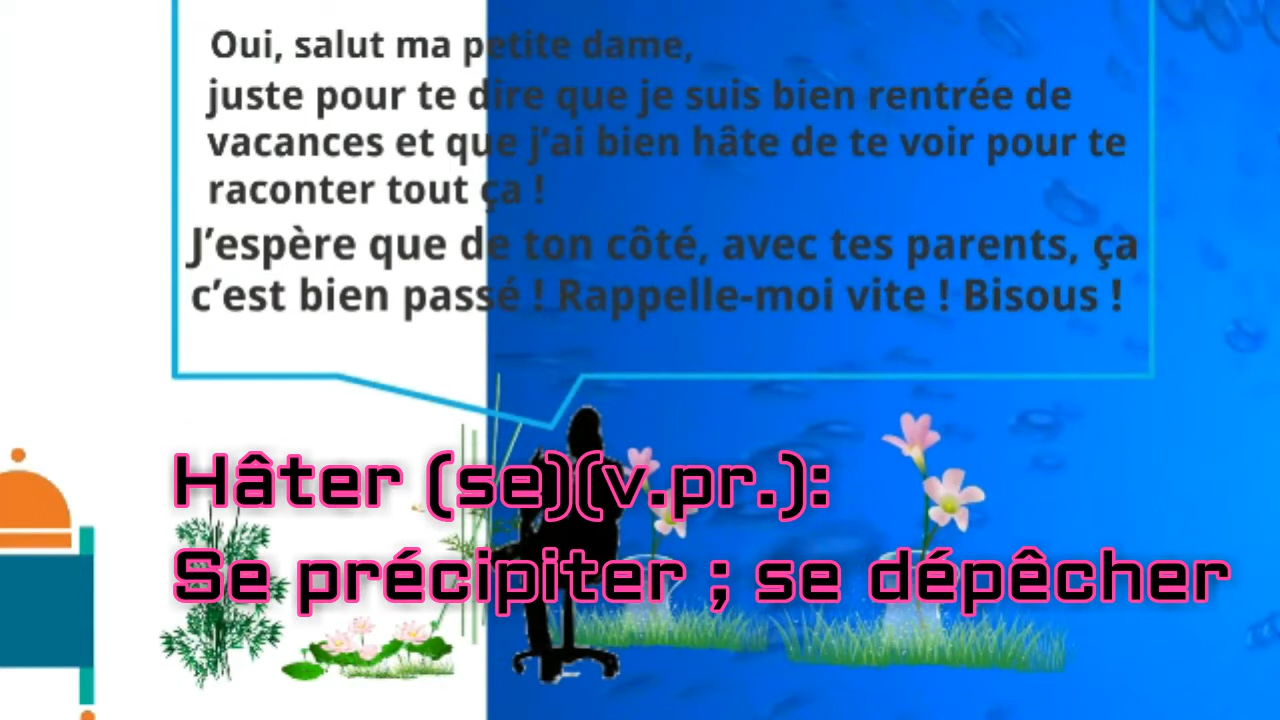 Oui, salut ma petite dame,
juste pour te dire que je suis bien rentrée de
vacances et que j'ai bien hâte de te voir pour te
raconter tout ça !
J'espère que de ton côté, avec tes parents, ça
c'est bien passé ! Rappelle-moi vite ! Bisous !
Hâter (se)(v.pr.):
Se précipiter ; se dépêcher